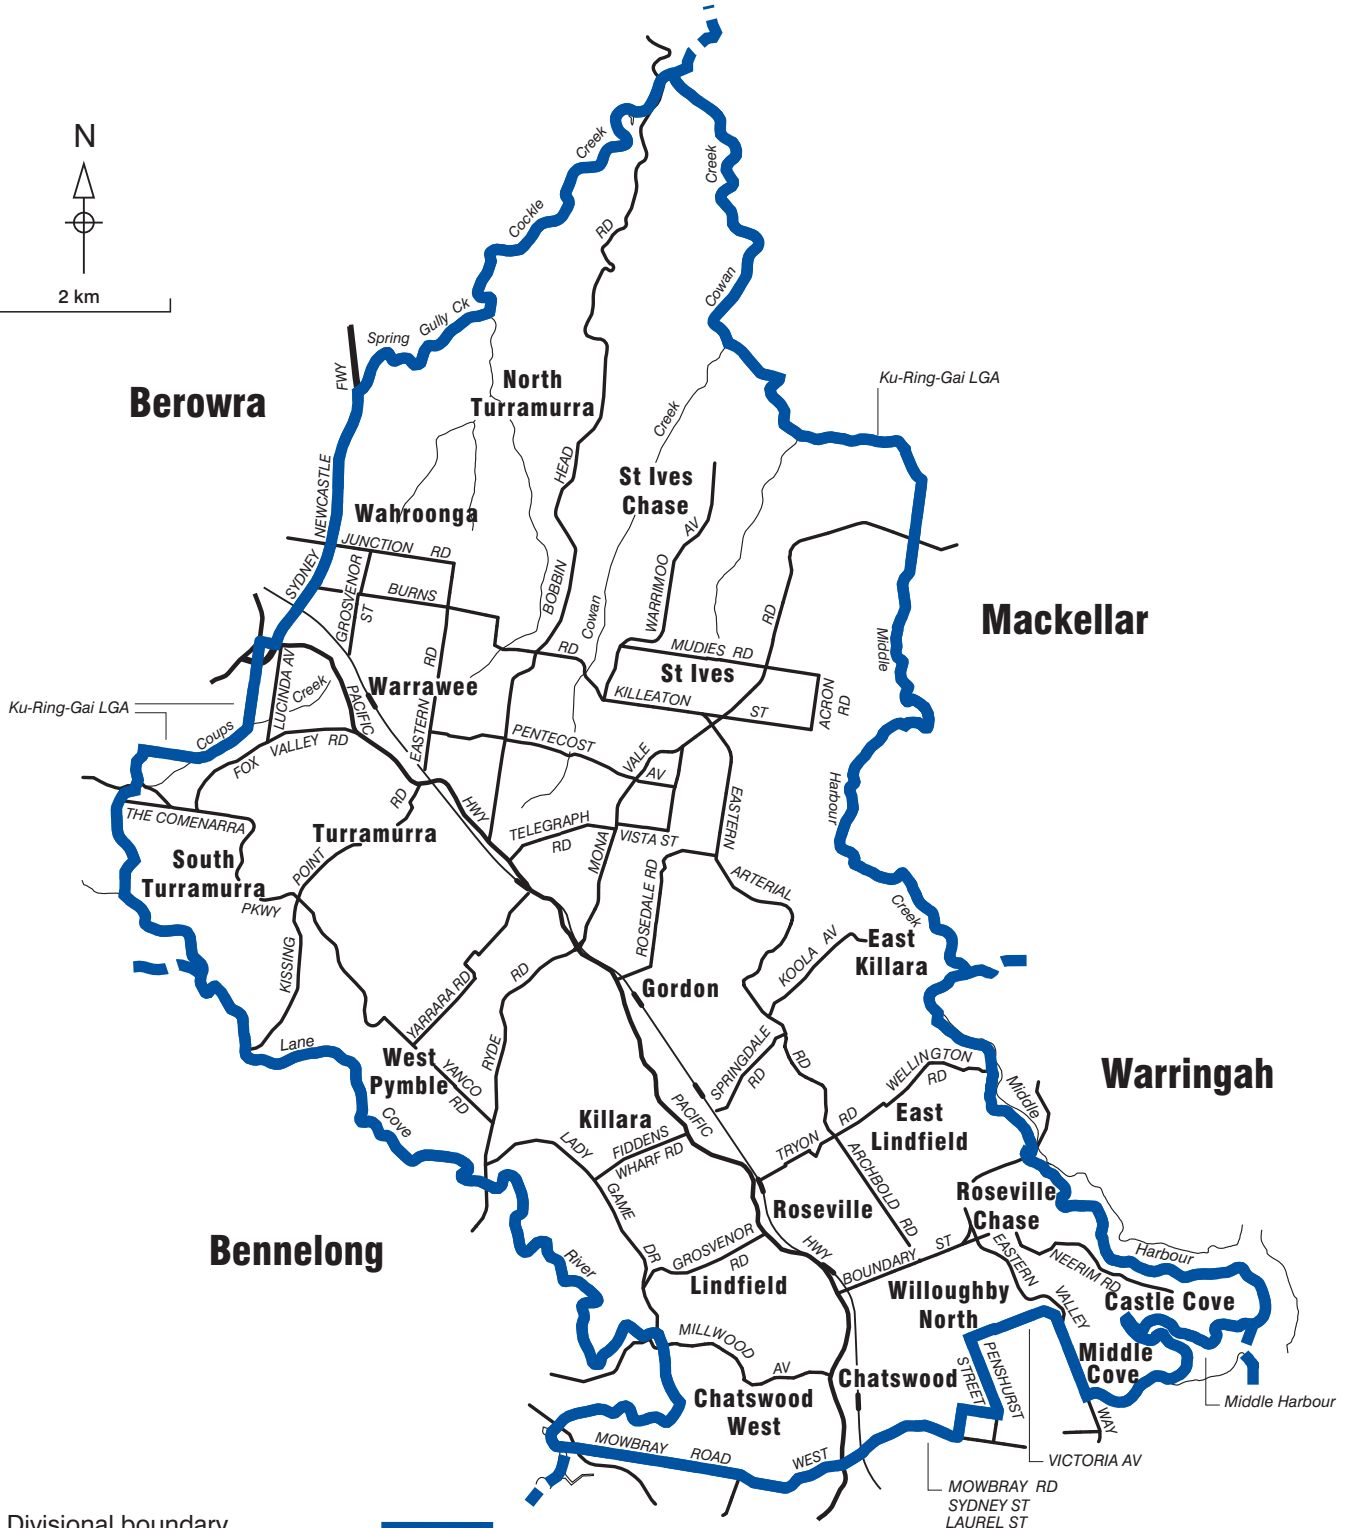 N
2 km
Creek
Cockle
Creek
RD
Cowan
Spring
Gully Ck
FWY
Ku-Ring-Gai LGA
Berowra
North
Turramurra
Creek
HEAD
St Ives
Chase
NEWCASTLE
Wahroonga
AV
JUNCTION RD
SYDNEY
GROSVENOR
ST
BURNS
BOBBIN
WARRIMOO
Cowan
RD
Mackellar
Middle
RD
RD
MUDIES RD
St Ives
LUCINDA AV
Creek
PACIFIC
Warrawee
KILLEATON
ST
ACRON
RD
Ku-Ring-Gai LGA
Coups
FOX VALLEY RD
EASTERN
PENTECOST
AV
VALE
RD
HWY
EASTERN
Harbour
THE COMENARRA
Turramurra
TELEGRAPH
RD
MONA
VISTA ST
South
Turramurra
POINT
PKWY
ROSEDALE RD
ARTERIAL
Creek
KISSING
KOOLA AV
East
Killara
YARRARA RD
RD
RYDE
Gordon
Lane
West
Pymble
YANCO
RD
SPRINGDALE
RD
RD
WELLINGTON
RD
Middle
Warringah
Cove
Killara
PACIFIC
East
Lindfield
LADY
FIDDENS
WHARF RD
TRYON RD
ARCHBOLD RD
GAME
Roseville
Roseville
Chase
Bennelong
River
DR
GROSVENOR
RD
HWY
BOUNDARY ST
EASTERN
NEERIM RD
Harbour
Lindfield
Willoughby
North
VALLEY
Castle Cove
MILLWOOD
AV
Chatswood
STREET
PENSHURST
Middle
Cove
Chatswood
West
WAY
Middle Harbour
MOWBRAY ROAD WEST
VICTORIA AV
MOWBRAY RD
SYDNEY ST
LAUREL ST
Divisional boundary